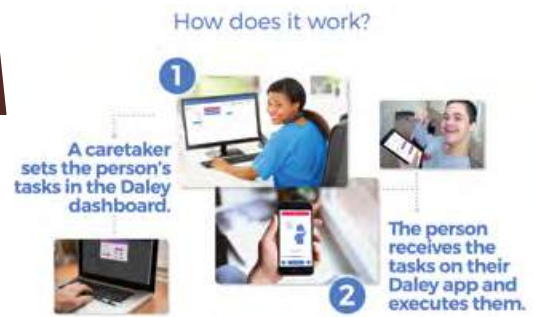 How does it work?
1
A caretaker
sets the person's
tasks in the Daley
dashboard.
2
The person
receives the
tasks on their
Daley app and
executes them.